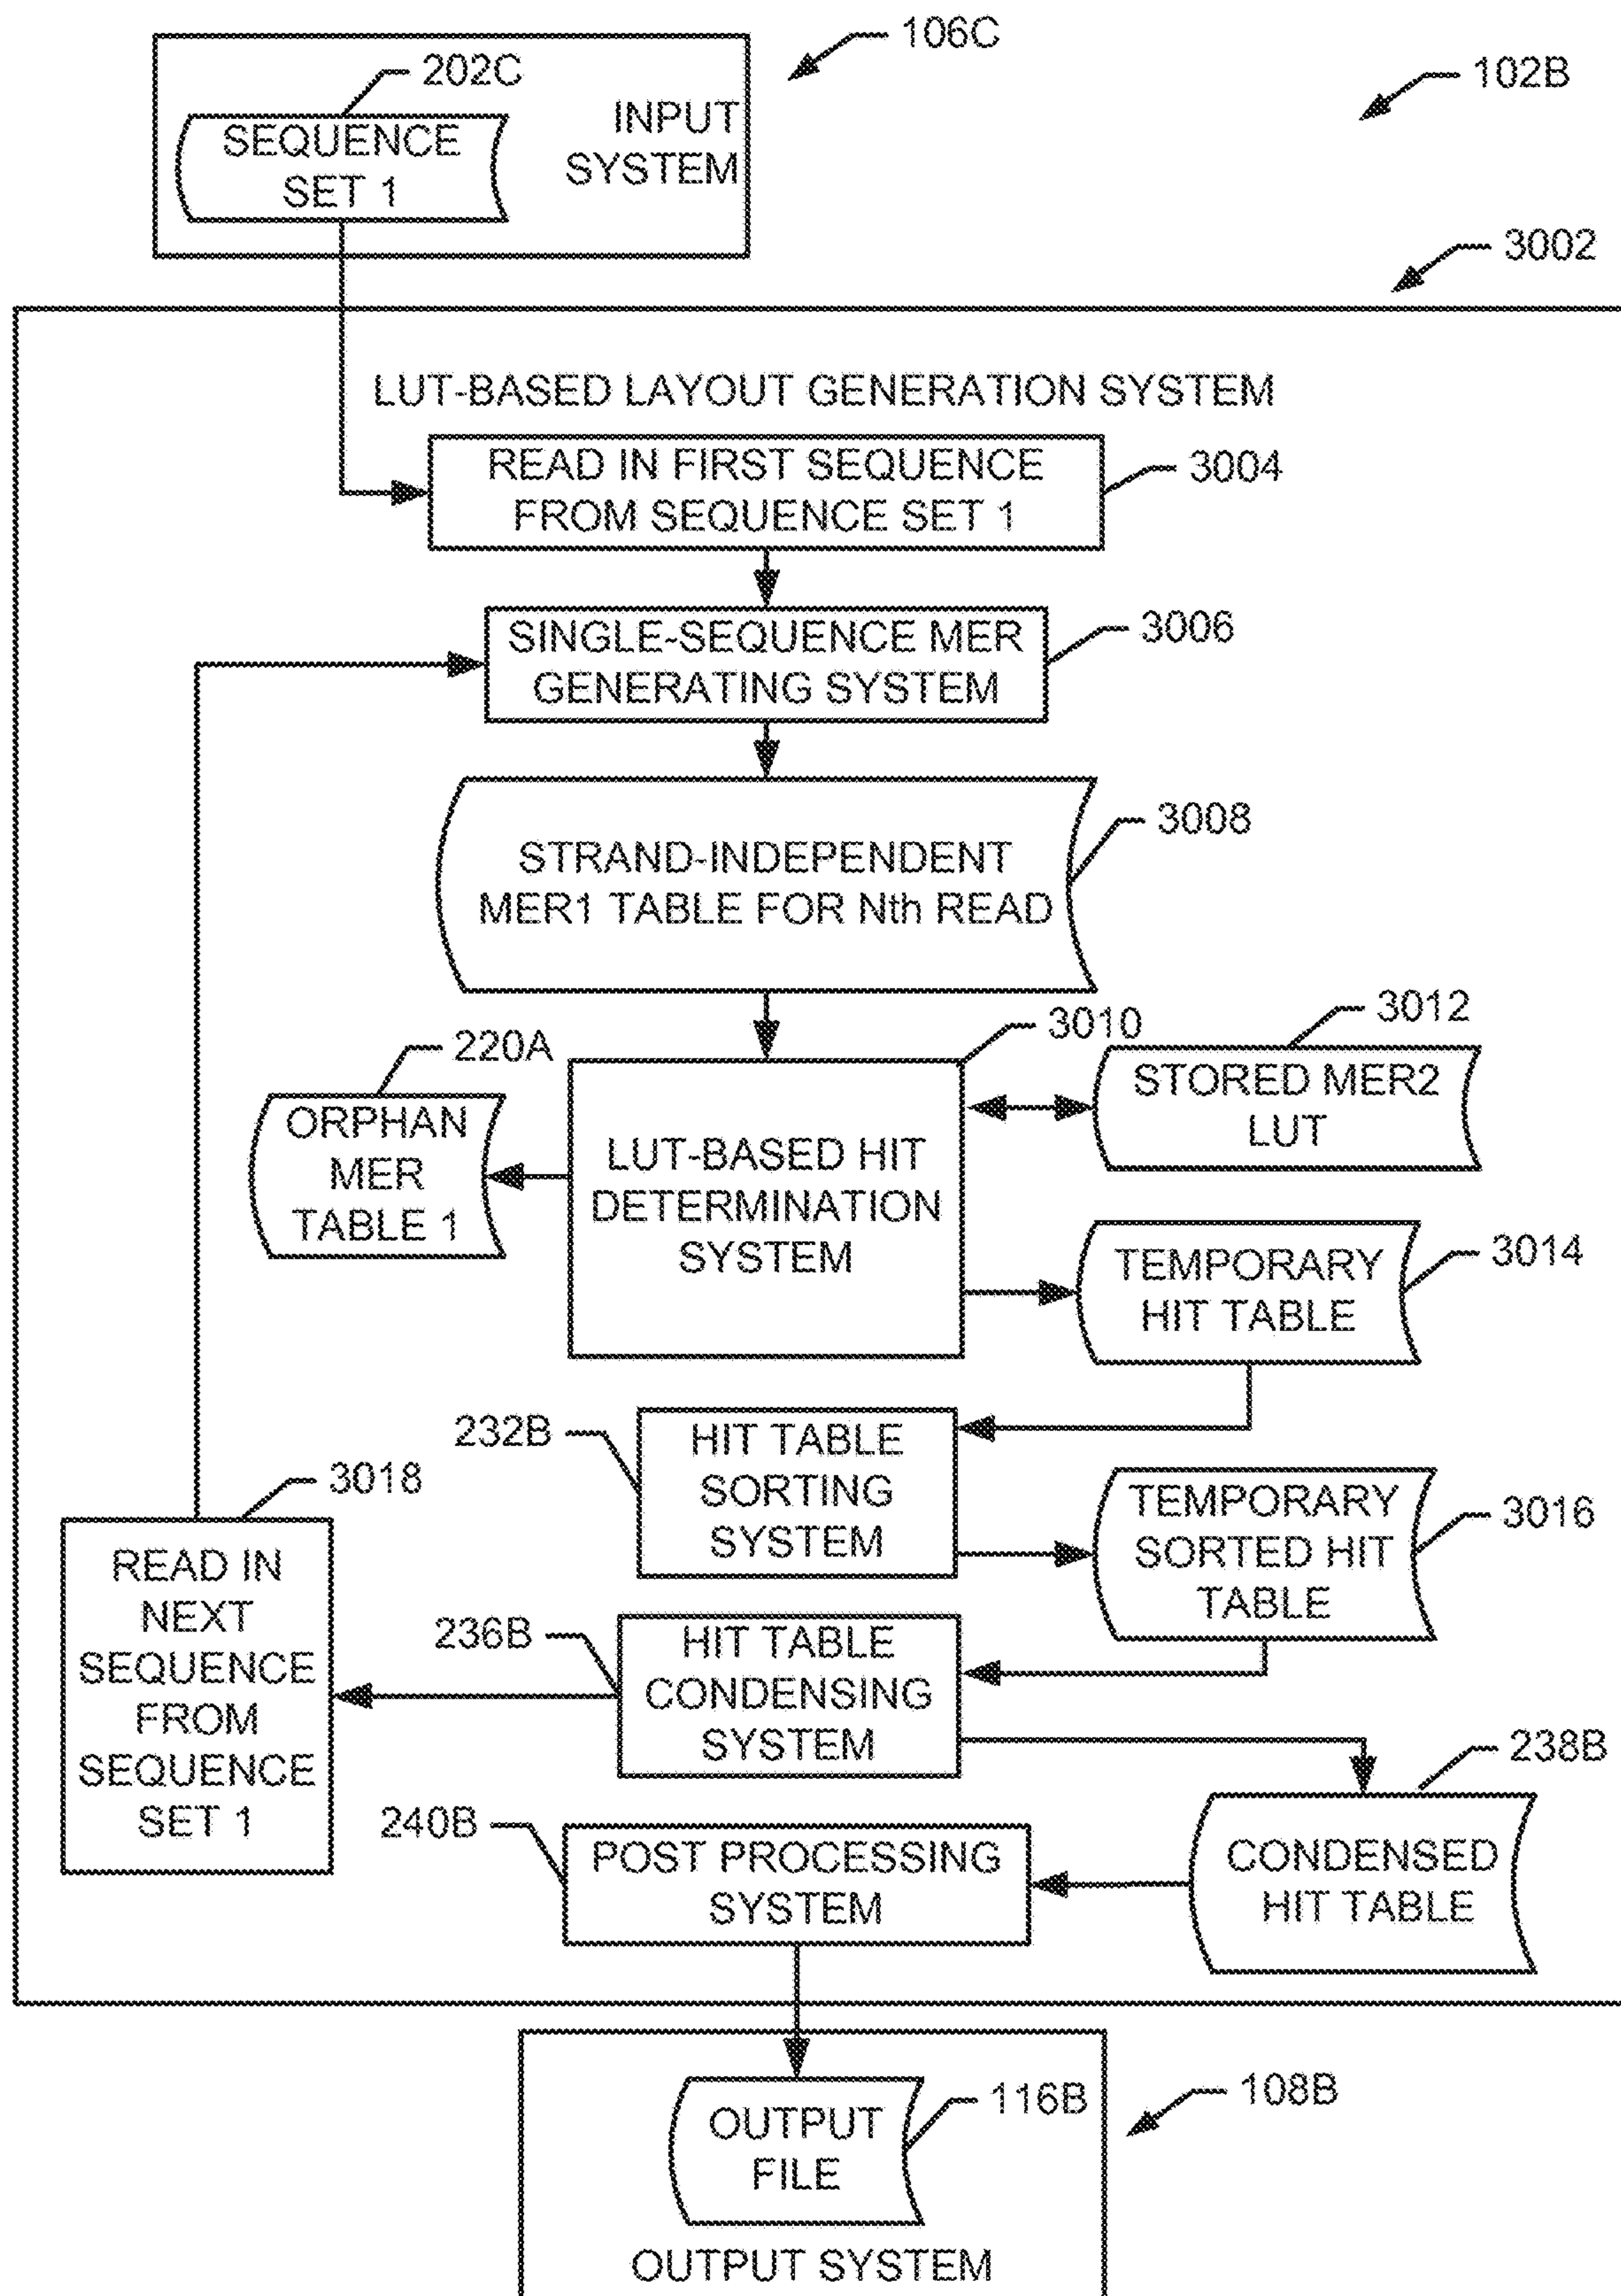 106C
202C
102B
INPUT
SYSTEM
SEQUENCE
SET 1
3002
LUT-BASED LAYOUT GENERATION SYSTEM
READ IN FIRST SEQUENCE
FROM SEQUENCE SET 1
3004
SINGLE-SEQUENCE MER
GENERATING SYSTEM
3006
STRAND-INDEPENDENT
MER1 TABLE FOR Nth READ
3008
3010
3012
220A
STORED MER2
LUT
ORPHAN
MER
TABLE 1
LUT-BASED HIT
DETERMINATION
SYSTEM
TEMPORARY
HIT TABLE
3014
232B
HIT TABLE
SORTING
SYSTEM
3018
TEMPORARY
SORTED HIT
TABLE
3016
READ IN
NEXT
SEQUENCE
FROM
SEQUENCE
SET 1
236B
HIT TABLE
CONDENSING
SYSTEM
238B
240B
POST PROCESSING
SYSTEM
CONDENSED
HIT TABLE
OUTPUT
FILE
116B
108B
OUTPUT SYSTEM